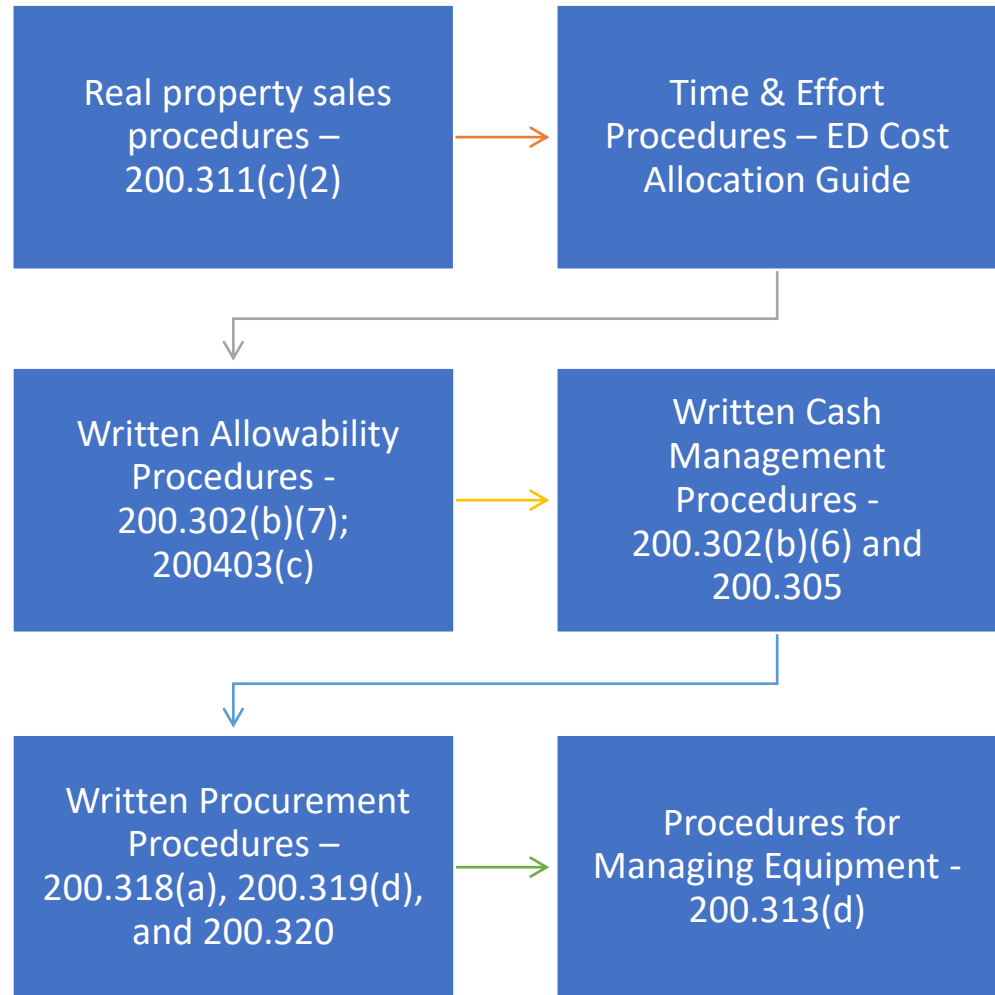 Real property sales
procedures –
200.311(c)(2)
Time & Effort
Procedures – ED Cost
Allocation Guide
Written Allowability
Procedures -
200.302(b)(7);
200403(c)
Written Cash
Management
Procedures -
200.302(b)(6) and
200.305
Written Procurement
Procedures –
200.318(a), 200.319(d),
and 200.320
Procedures for
Managing Equipment -
200.313(d)